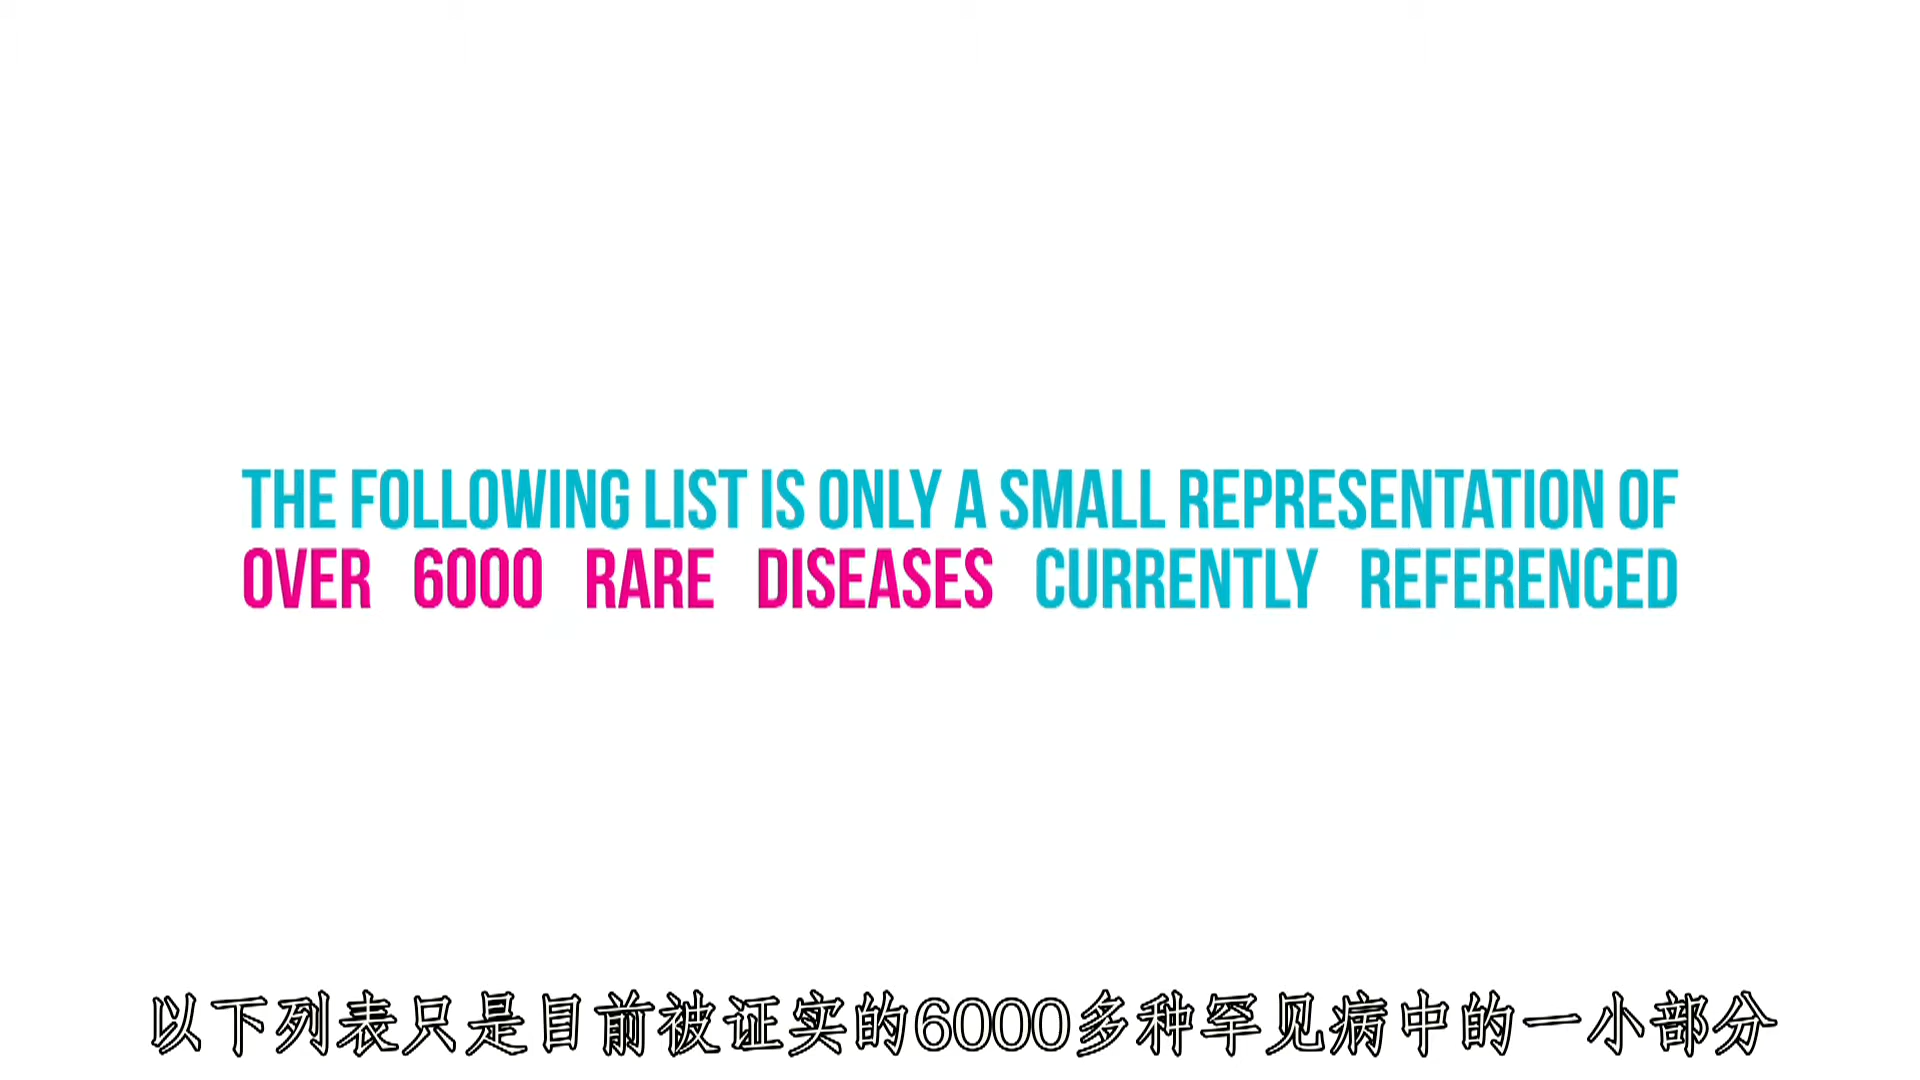 THE FOLLOWING LIST IS ONLY A SMALL REPRESENTATION OF
OVER 6000 RARE DISEASES CURRENTLY REFERENCED
以下列表只是目前被证实的6000多种罕见病中的一小部分